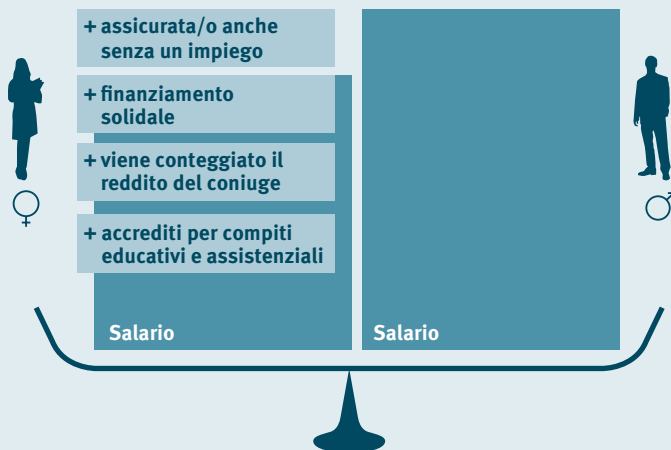 + assicurata/o anche
senza un impiego
+ finanziamento
solidale
+ viene conteggiato il
reddito del coniuge
+ accrediti per compiti
educativi e assistenziali
Salario
Salario